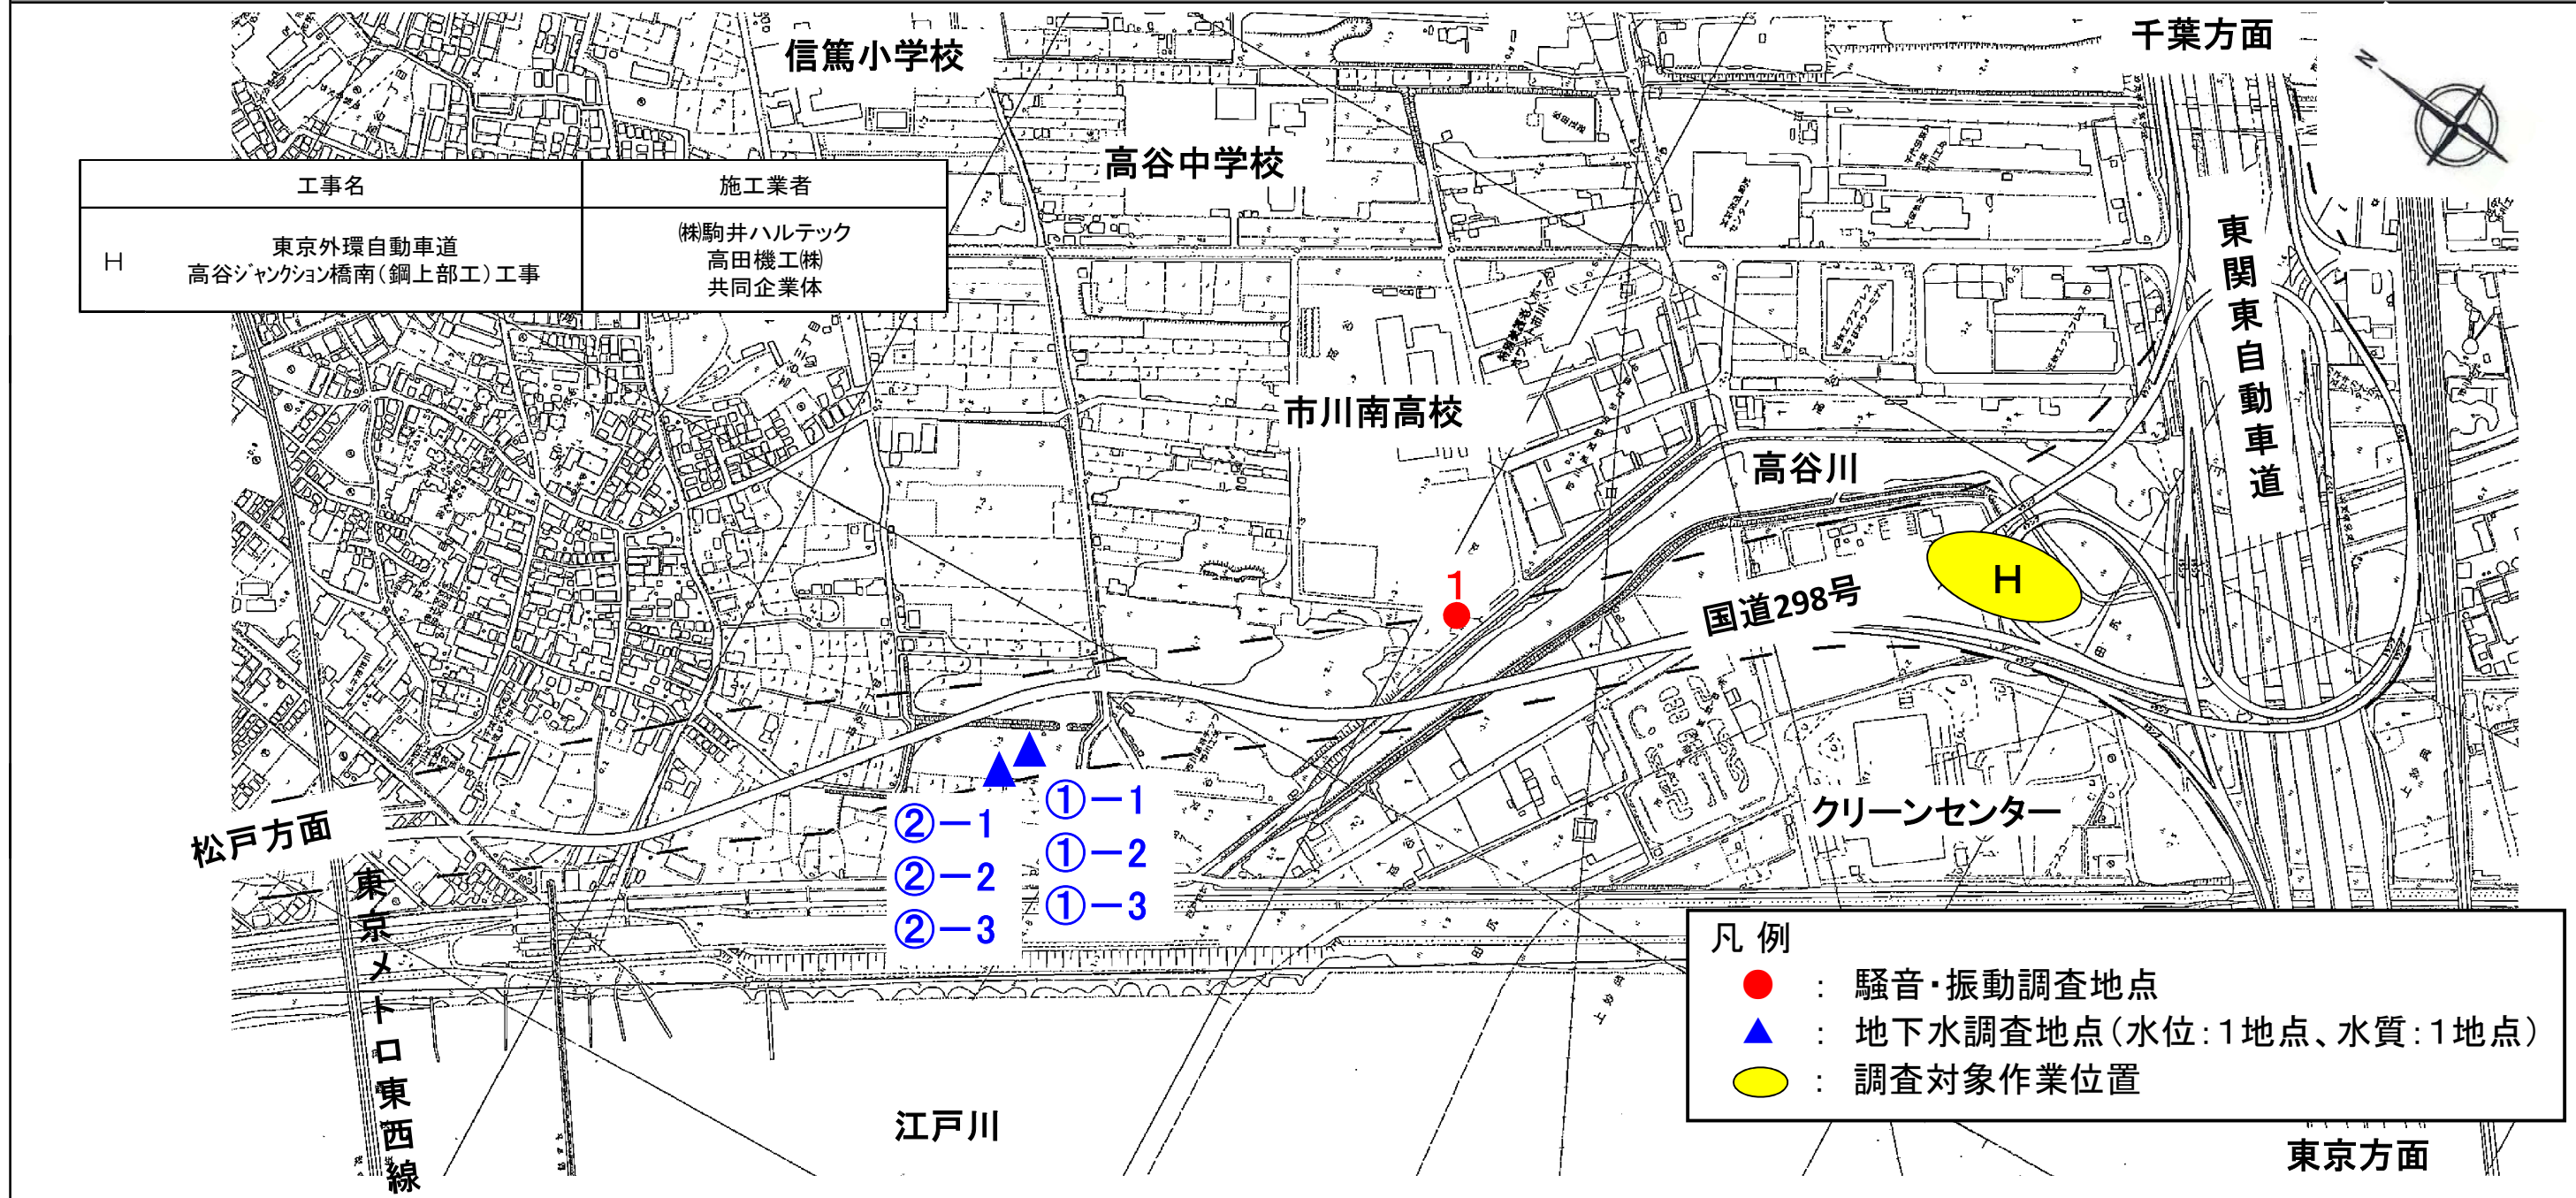 千葉方面
信篤小学校
N
高谷中学校
工事名
施工業者
H
東京外環自動車道
高谷ジャンクション橋南(鋼上部工)工事
㈱駒井ハルテック
高田機工㈱
共同企業体
東関東自動車道
市川南高校
高谷川
1
H
国道298号
①-1
①-2
①-3
②-1
②-2
②-3
クリーンセンター
松戸方面
東京メトロ東西線
江戸川
凡 例
: 騒音・振動調査地点
: 地下水調査地点(水位:1地点、水質:1地点)
: 調査対象作業位置
東京方面